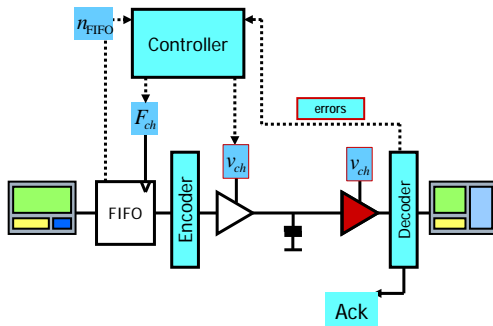 n_FIFO
Controller
errors
F_ch
v_ch
v_ch
FIFO
Encoder
Decoder
Ack